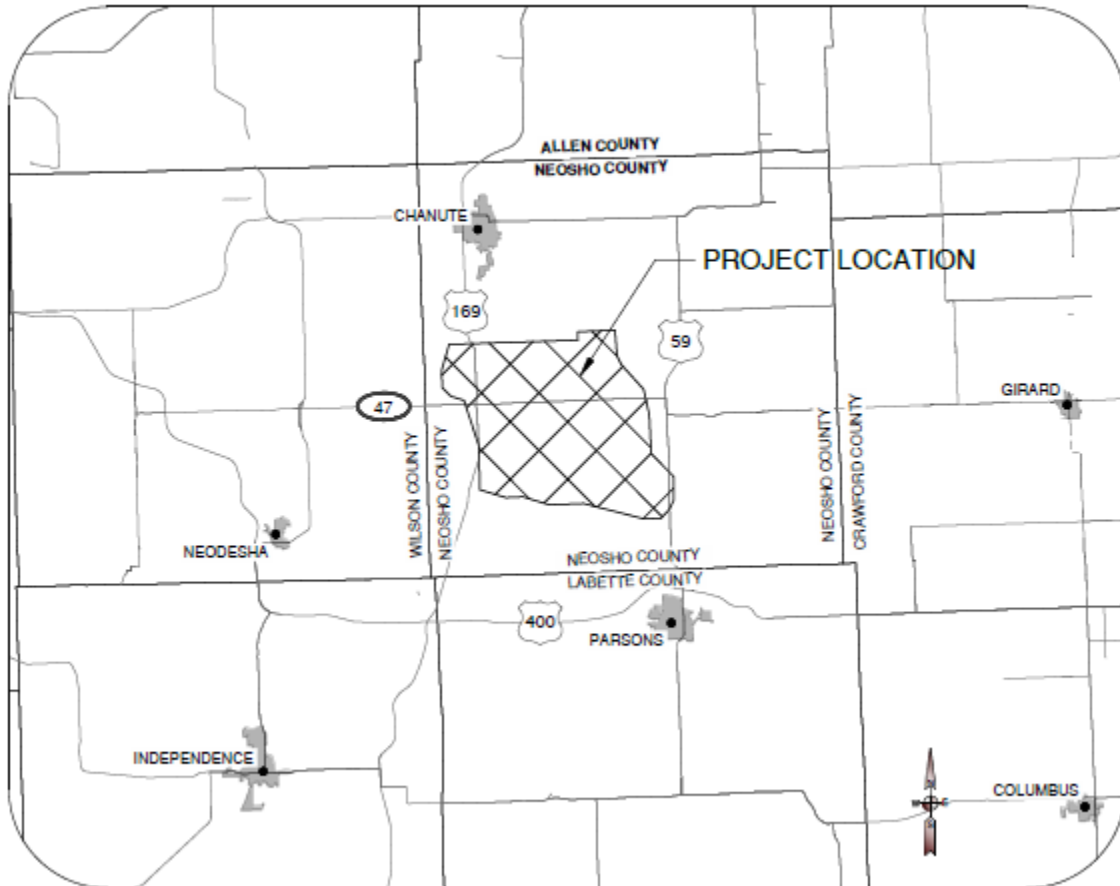 ALLEN COUNTY
NEOSHO COUNTY
CHANUTE
PROJECT LOCATION
169
59
47
GIRARD
WILSON COUNTY
NEOSHO COUNTY
NEOSHO COUNTY
CRAWFORD COUNTY
NEODESHA
NEOSHO COUNTY
LABETTE COUNTY
400
PARSONS
INDEPENDENCE
COLUMBUS